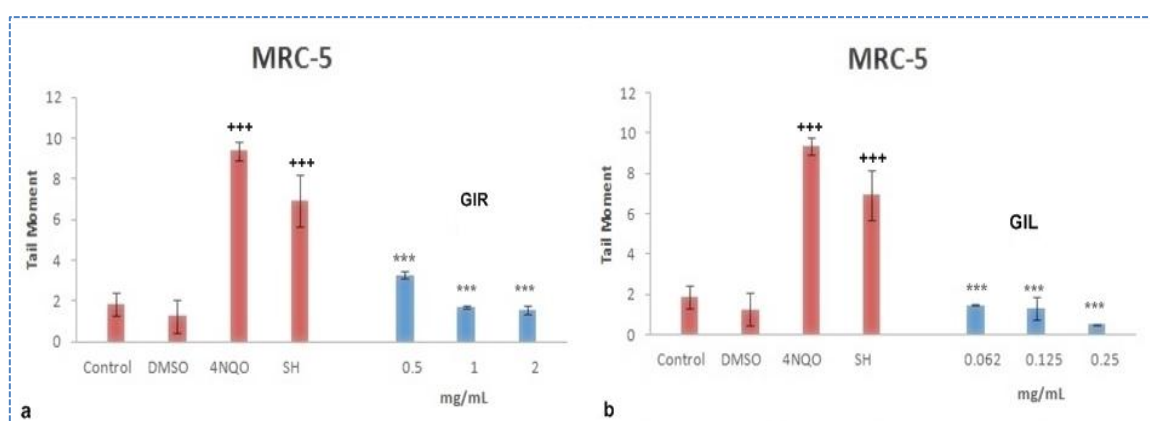 MRC-5
Tail Moment
12
10
8
6
4
2
0
+++
+++
GIR
***
***
***
Control DMSO 4NQO SH 0.5 1 2
mg/mL
a
MRC-5
Tail Moment
12
10
8
6
4
2
0
+++
+++
GIL
***
***
***
Control DMSO 4NQO SH 0.062 0.125 0.25
mg/mL
b